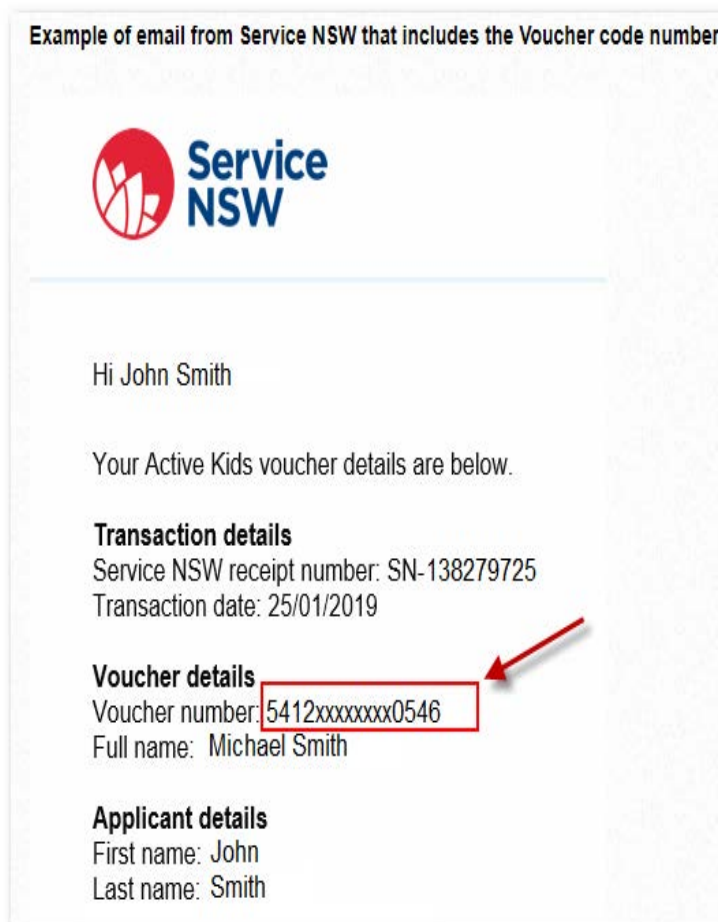 Example of email from Service NSW that includes the Voucher code number
Service
NSW
Hi John Smith
Your Active Kids voucher details are below.
Transaction details
Service NSW receipt number: SN-138279725
Transaction date: 25/01/2019
Voucher details
Voucher number: 5412xxxxxxxx0546
Full name: Michael Smith
Applicant details
First name: John
Last name: Smith